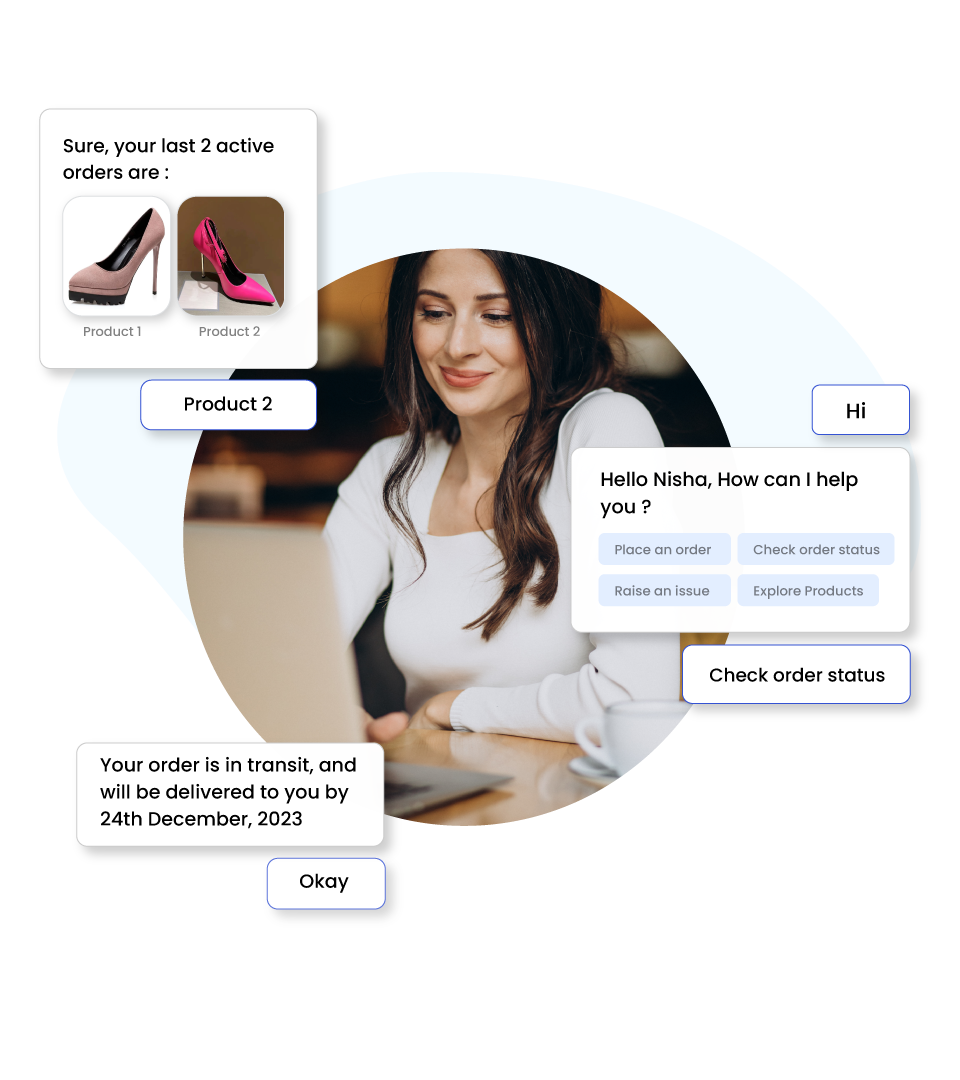 Sure, your last 2 active
orders are :
Product 1
Product 2
Product 2
Hi
Hello Nisha, How can I help
you ?
Place an order
Check order status
Raise an issue
Explore Products
Check order status
Your order is in transit, and
will be delivered to you by
24th December, 2023
Okay